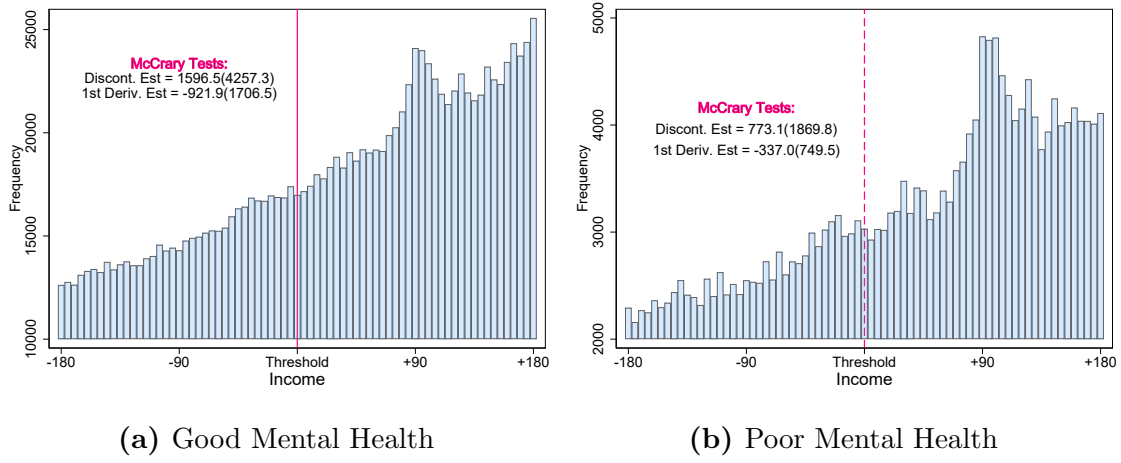 McCrary Tests:
Discont. Est = 1596.5(4257.3)
1st Deriv. Est = -921.9(1706.5)
Frequency
25000
20000
15000
10000
-180
-90
Threshold
+90
+180
Income
(a) Good Mental Health
McCrary Tests:
Discont. Est = 773.1(1869.8)
1st Deriv. Est = -337.0(749.5)
Frequency
5000
4000
3000
2000
-180
-90
Threshold
+90
+180
Income
(b) Poor Mental Health